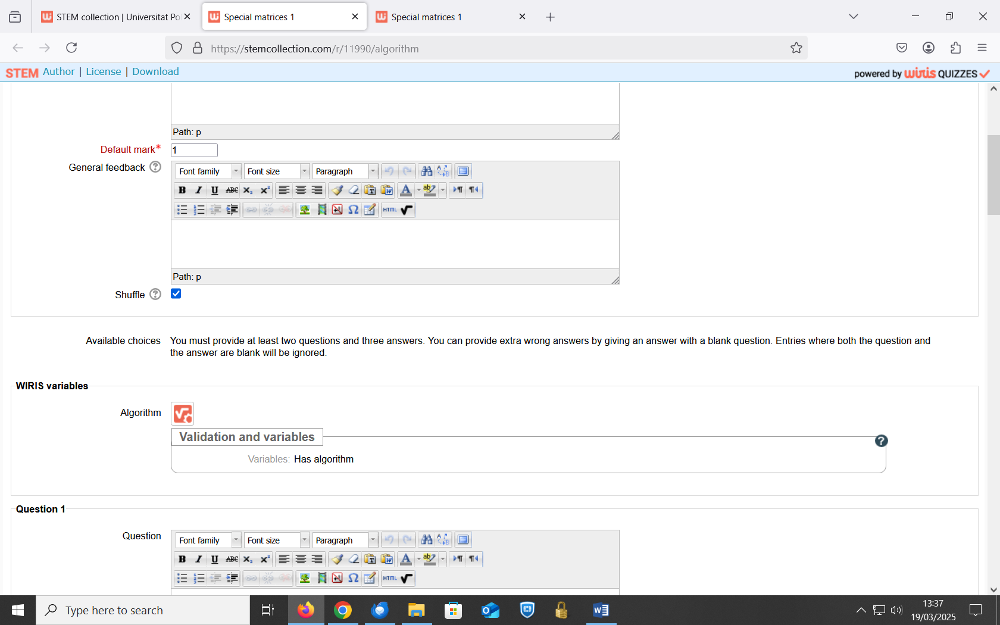 STEM collection | Universitat Po
Special matrices 1
Special matrices 1
https://stemcollection.com/r/11990/algorithm
STEM Author | License | Download
powered by wiris QUIZZES
Path: p
Default mark*
1
General feedback
Font family
Font size
Paragraph
HTML
Path: p
Shuffle
Available choices
You must provide at least two questions and three answers. You can provide extra wrong answers by giving an answer with a blank question. Entries where both the question and
the answer are blank will be ignored.
WIRIS variables
Algorithm
Validation and variables
Variables: Has algorithm
Question 1
Question
Font family
Font size
Paragraph
HTML
Type here to search
13:37
19/03/2025